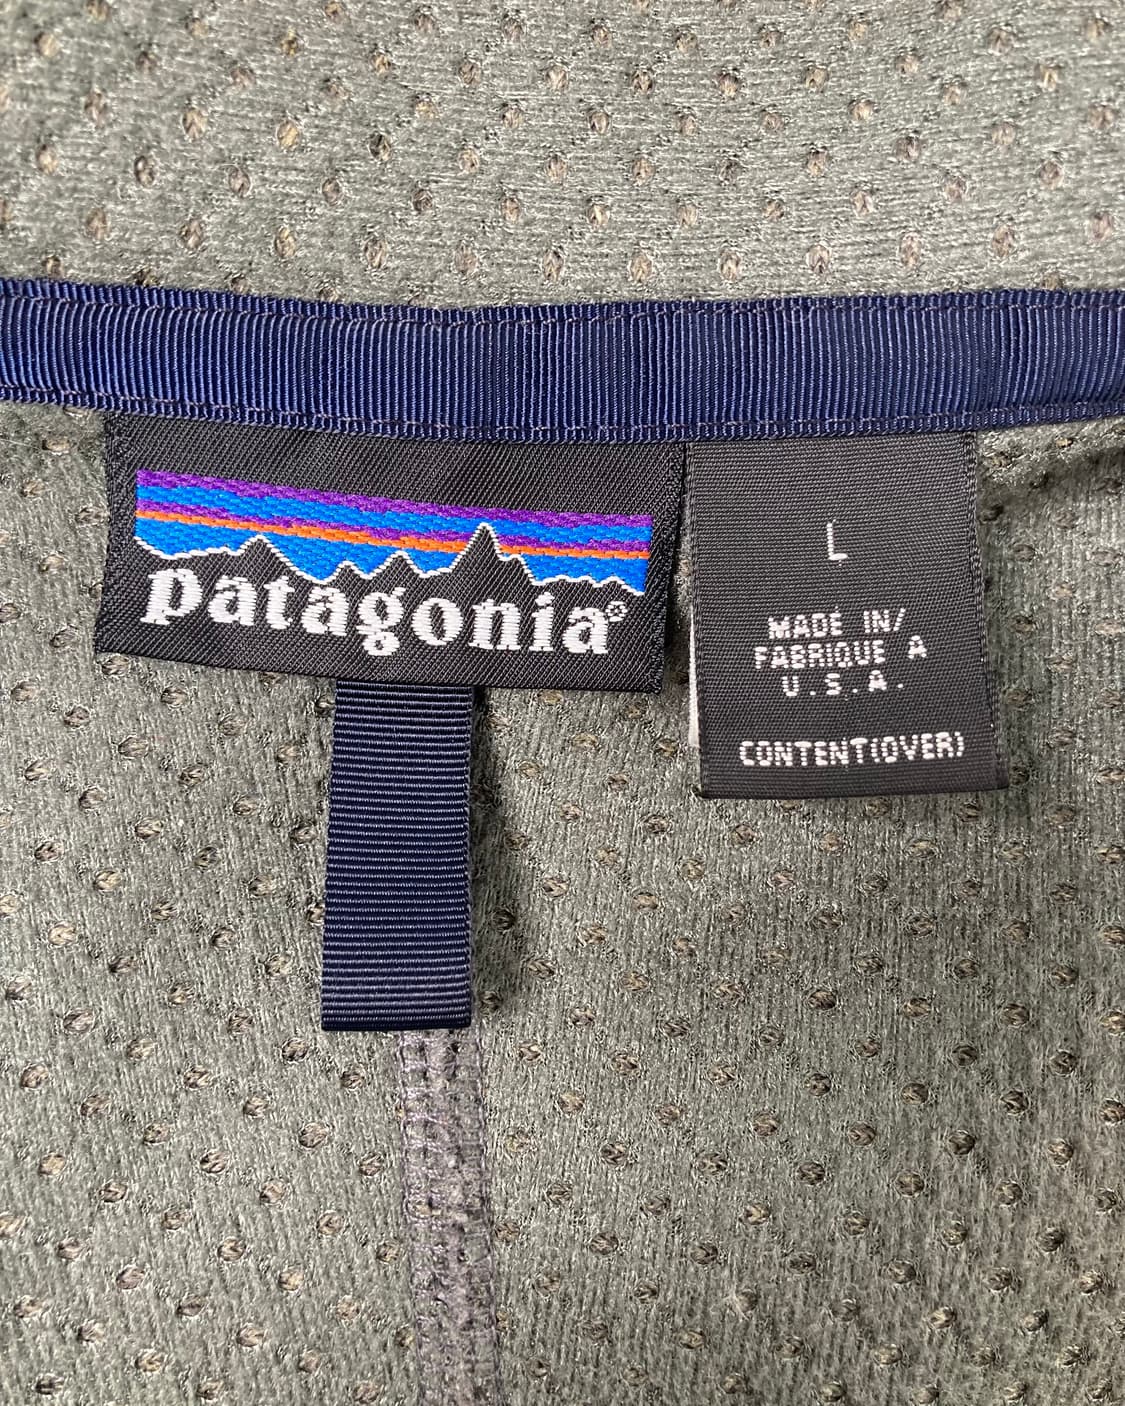 patagonia®
L
MADE IN/
FABRIQUE A
U.S.A.
CONTENT(OVER)